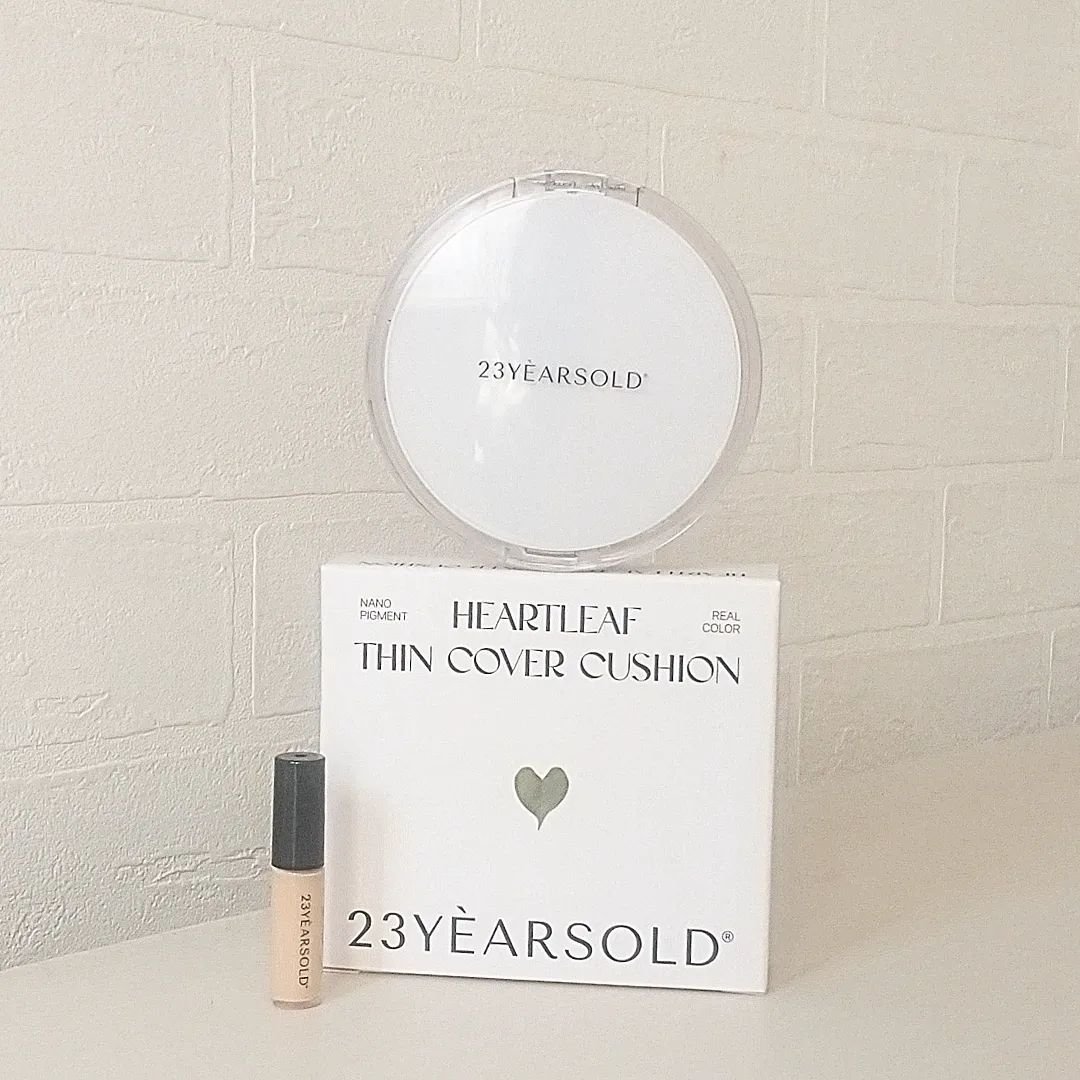 23YÈARSOLD®
NANO
PIGMENT
HEARTLEAF
THIN COVER CUSHION
REAL
COLOR
23YÈARSOLD
23YÈARSOLD®